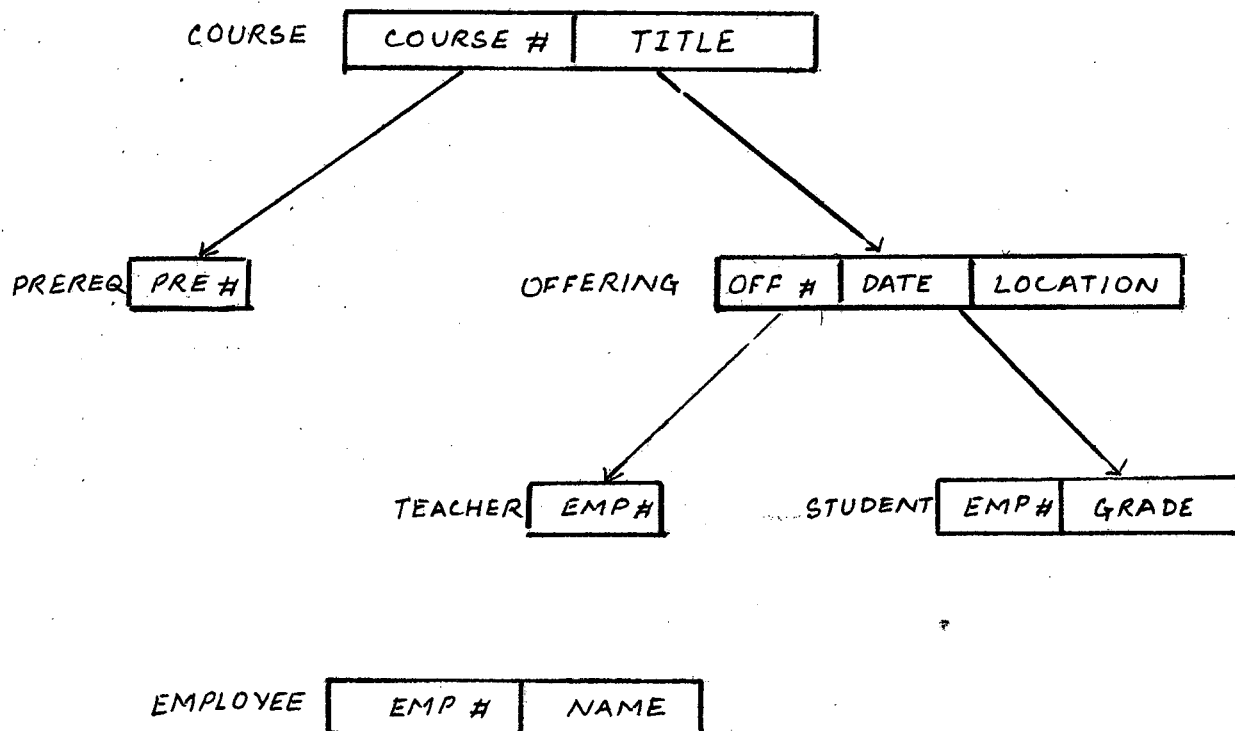 COURSE COURSE # TITLE
PREREQ PRE # OFFERING OFF # DATE LOCATION
TEACHER EMP # STUDENT EMP # GRADE
EMPLOYEE EMP # NAME